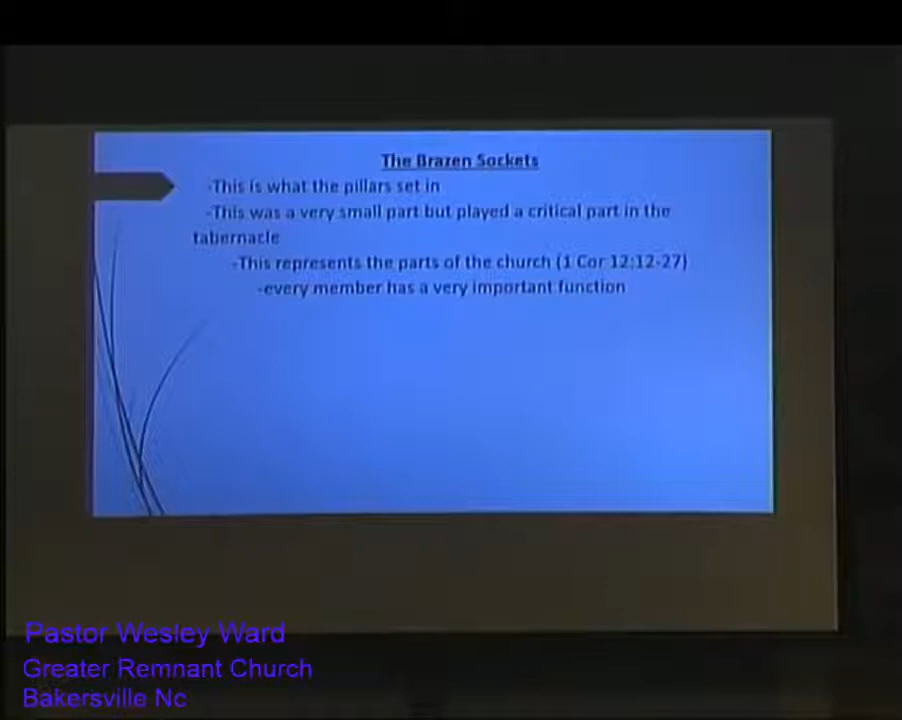 The Brazen Sockets
-This is what the pillars set in
-This was a very small part but played a critical part in the
tabernacle
-This represents the parts of the church (1 Cor 12:12-27)
-every member has a very important function
Pastor Wesley Ward
Greater Remnant Church
Bakersville Nc